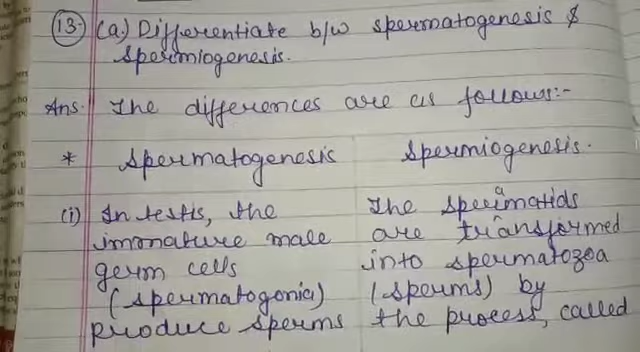 13. (a.) Differentiate b/w spermatogenesis &
spermiogenesis.
Ans. The differences are as follows:-
* Spermatogenesis Spermiogenesis.
(i) In testis, the The spermatids
immature male are transformed
germ cells into spermatozoa
(spermatogonia) (sperms) by
produce sperms the process, called